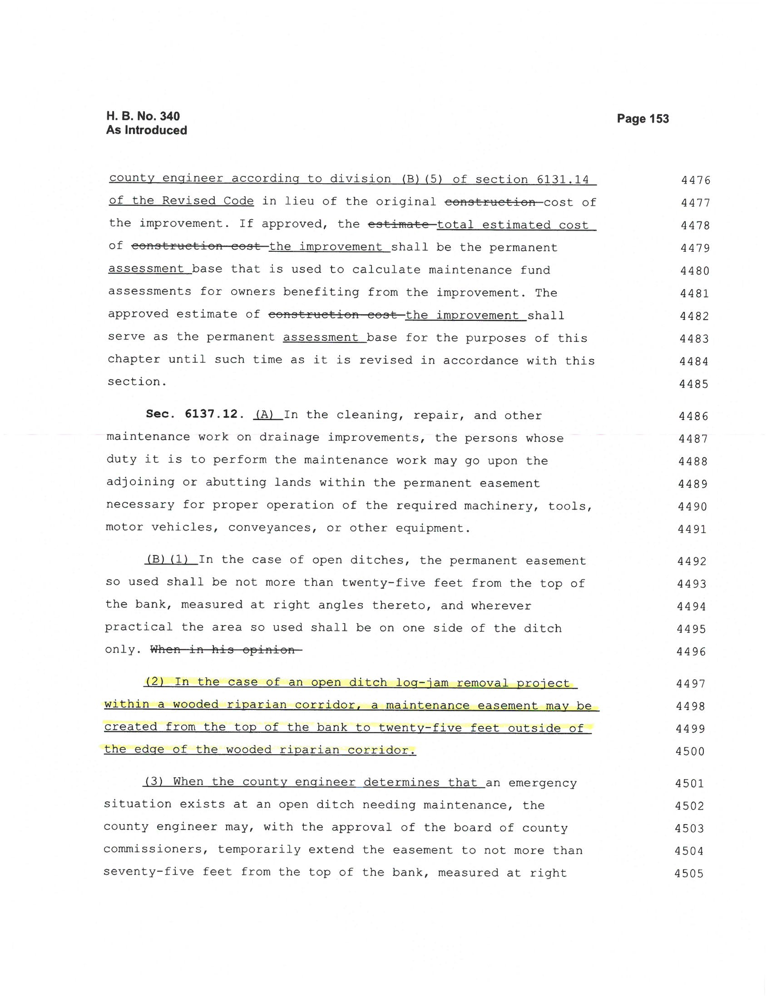 H. B. No. 340
Page 153
As Introduced
county engineer according to division (B)(5) of section 6131.14 4476
of the Revised Code in lieu of the original construction cost of 4477
the improvement. If approved, the estimate total estimated cost 4478
of construction cost the improvement shall be the permanent 4479
assessment base that is used to calculate maintenance fund 4480
assessments for owners benefiting from the improvement. The 4481
approved estimate of construction cost the improvement shall 4482
serve as the permanent assessment base for the purposes of this 4483
chapter until such time as it is revised in accordance with this 4484
section. 4485
Sec. 6137.12. (A) In the cleaning, repair, and other 4486
maintenance work on drainage improvements, the persons whose 4487
duty it is to perform the maintenance work may go upon the 4488
adjoining or abutting lands within the permanent easement 4489
necessary for proper operation of the required machinery, tools, 4490
motor vehicles, conveyances, or other equipment. 4491
(B)(1) In the case of open ditches, the permanent easement 4492
so used shall be not more than twenty-five feet from the top of 4493
the bank, measured at right angles thereto, and wherever 4494
practical the area so used shall be on one side of the ditch 4495
only. When in his opinion 4496
(2) In the case of an open ditch log-jam removal project 4497
within a wooded riparian corridor, a maintenance easement may be 4498
created from the top of the bank to twenty-five feet outside of 4499
the edge of the wooded riparian corridor. 4500
(3) When the county engineer determines that an emergency 4501
situation exists at an open ditch needing maintenance, the 4502
county engineer may, with the approval of the board of county 4503
commissioners, temporarily extend the easement to not more than 4504
seventy-five feet from the top of the bank, measured at right 4505